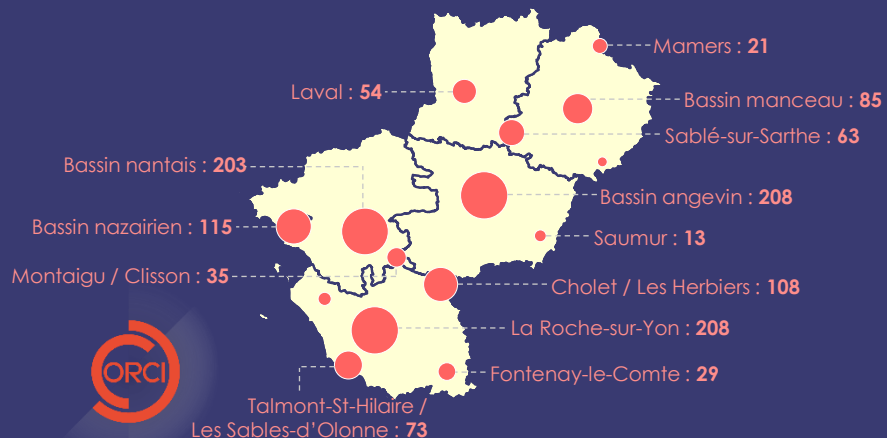 Mamers : 21
Laval : 54
Bassin manceau : 85
Sablé-sur-Sarthe : 63
Bassin nantais : 203
Bassin angevin : 208
Bassin nazairien : 115
Saumur : 13
Montaigu / Clisson : 35
Cholet / Les Herbiers : 108
La Roche-sur-Yon : 208
ORCI
Fontenay-le-Comte : 29
Talmont-St-Hilaire /
Les Sables-d'Olonne : 73